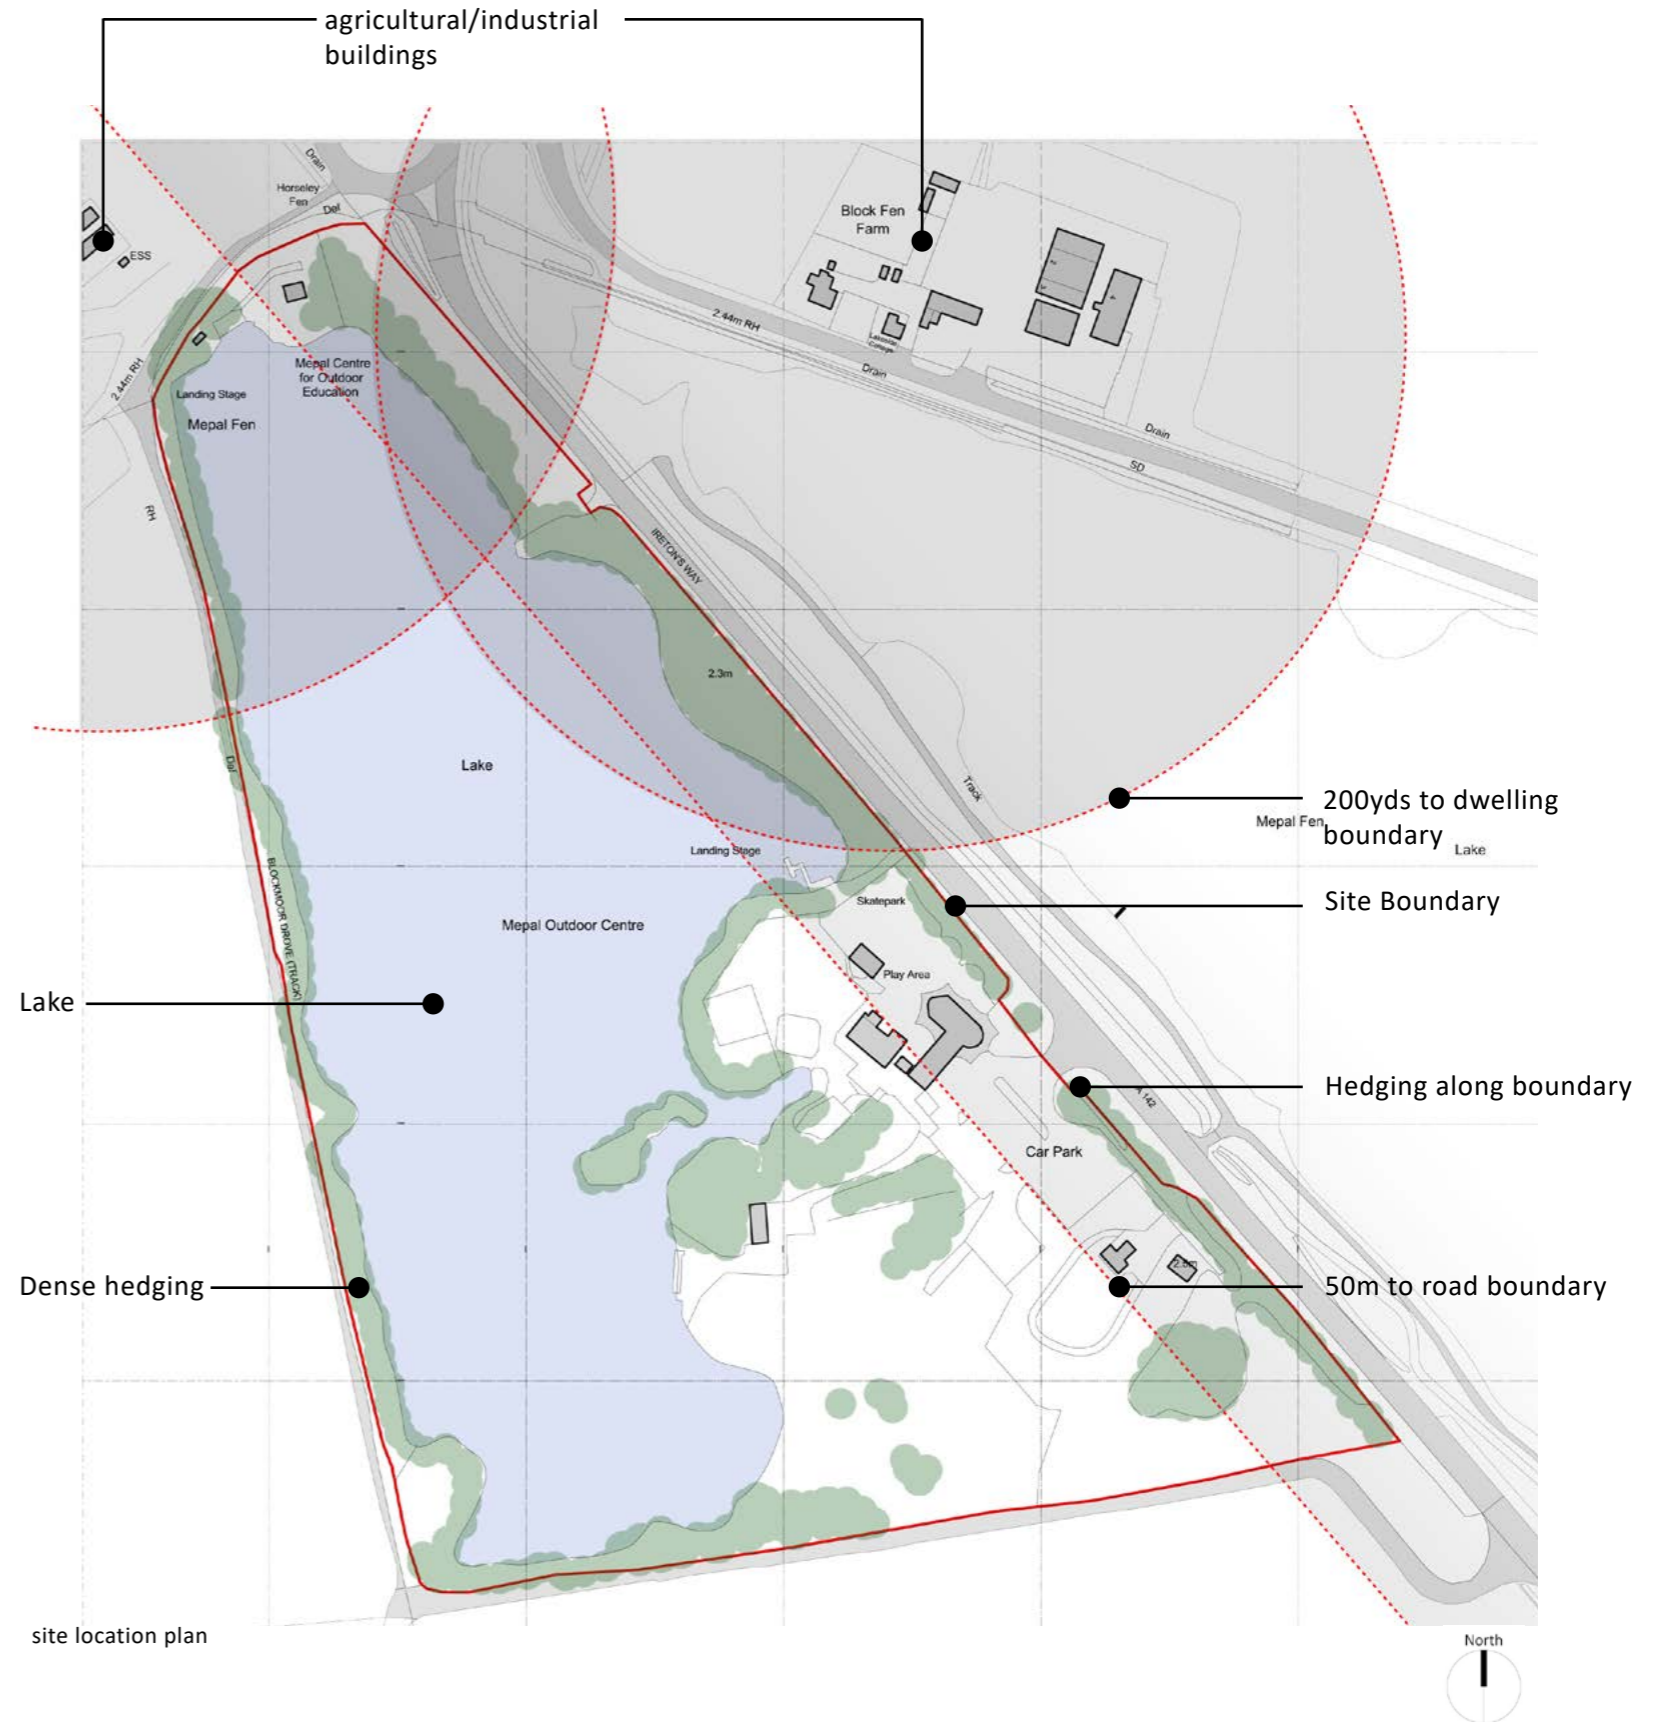 agricultural/industrial
buildings
Drain
Horseley
Fen
Def
Block Fen
Farm
ESS
2.44m RH
Mepal Centre
for Outdoor
Education
2.44m RH
Landing Stage
Mepal Fen
Drain
Drain
SD
RH
IRETON'S WAY
2.3m
Lake
Def
Track
200yds to dwelling
boundary
Mepal Fen
Lake
Landing Stage
BLOCKMOOR DROVE (TRACK)
Skatepark
Site Boundary
Mepal Outdoor Centre
Play Area
Lake
Hedging along boundary
A 142
Car Park
Dense hedging
50m to road boundary
site location plan
North